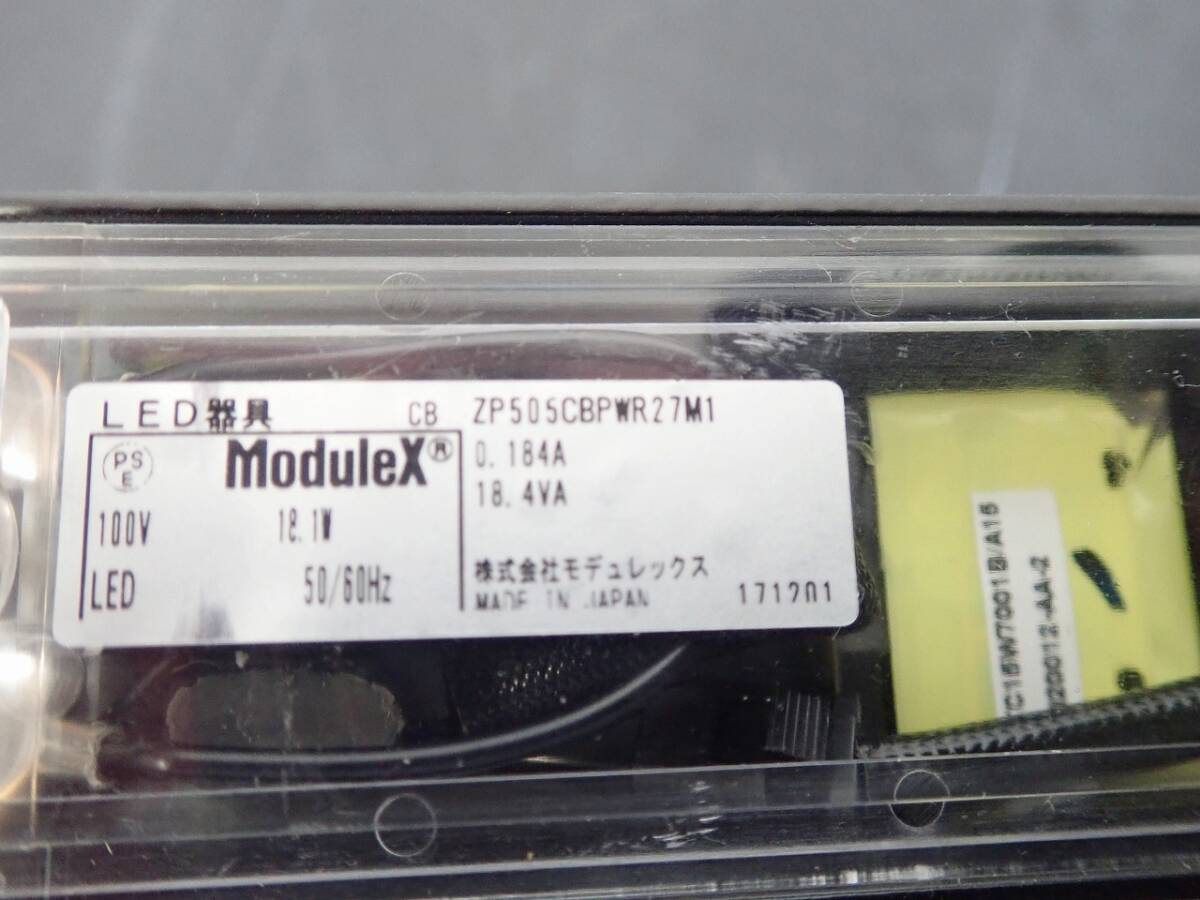 LED器具 CB ZP505CBPWR27M1
PS
E
ModuleX®
0.184A
18.4VA
100V 18.1W
LED 50/60Hz
株式会社モデュレックス
MADE IN JAPAN 171201